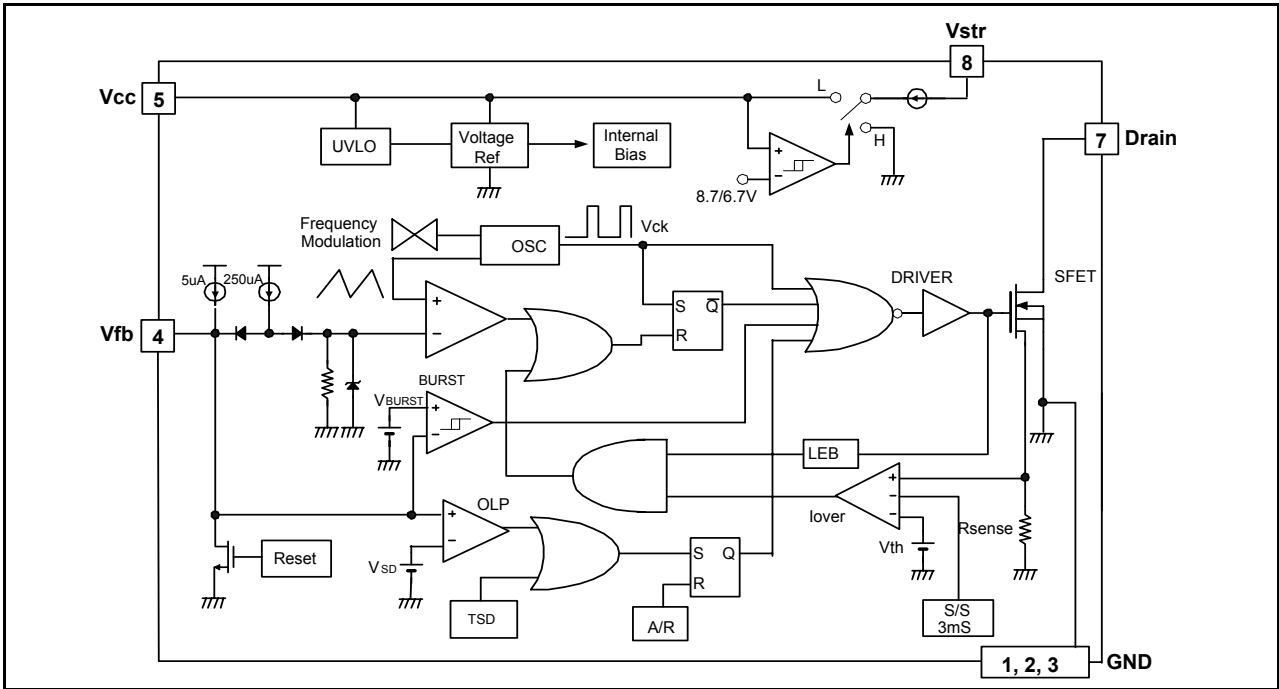 Vstr
8
Vcc
5
L
H
UVLO
Voltage
Ref
Internal
Bias
+
−
8.7/6.7V
7
Drain
Frequency
Modulation
OSC
Vck
5uA
250uA
DRIVER
SFET
Vfb
4
+
−
S
Q
R
BURST
VBURST
+
−
LEB
OLP
+
−
Iover
+
−
−
Rsense
Vth
Reset
VSD
S
Q
R
TSD
A/R
S/S
3mS
1, 2, 3
GND